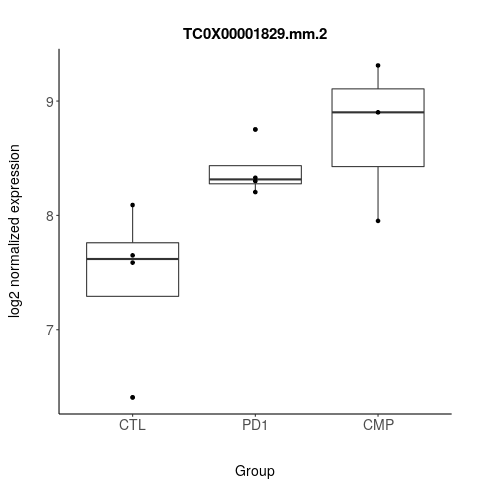 TC0X00001829.mm.2
log2 normalized expression
9
8
7
CTL
PD1
CMP
Group